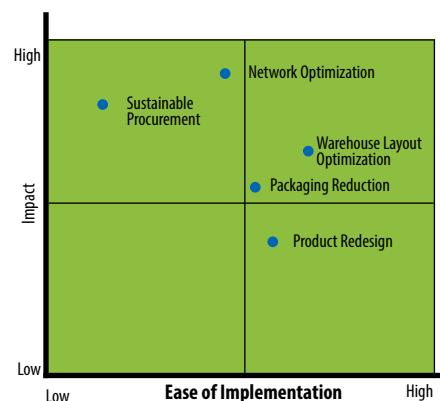 High
Network Optimization
Sustainable
Procurement
Warehouse Layout
Optimization
Packaging Reduction
Impact
Product Redesign
Low
Low
Ease of Implementation
High